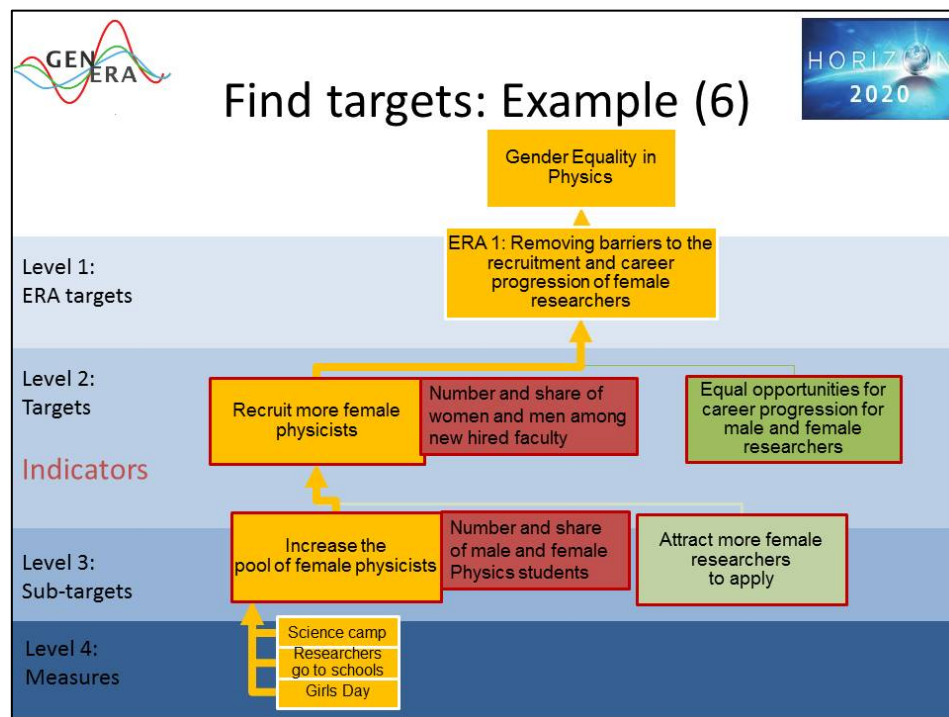 GEN
ERA
HORIZON
2020
Find targets: Example (6)
Gender Equality in
Physics
Level 1:
ERA targets
ERA 1: Removing barriers to the
recruitment and career
progression of female
researchers
Level 2:
Targets
Recruit more female
physicists
Number and share of
women and men among
new hired faculty
Equal opportunities for
career progression for
male and female
researchers
Indicators
Level 3:
Sub-targets
Increase the
pool of female physicists
Number and share
of male and female
Physics students
Attract more female
researchers
to apply
Level 4:
Measures
Science camp
Researchers
go to schools
Girls Day